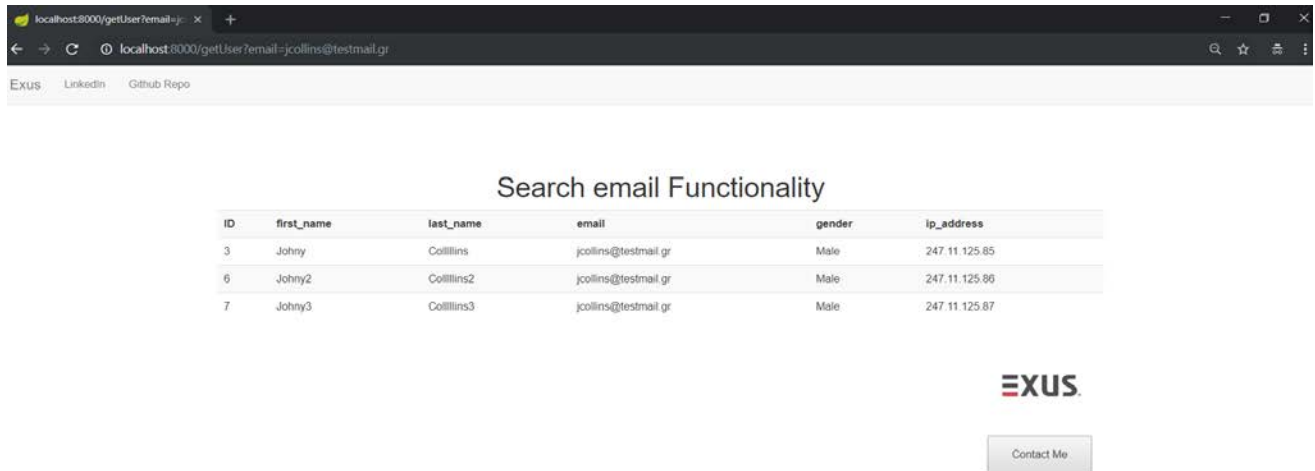 localhost:8000/getUser?email=jc
localhost:8000/getUser?email=jcollins@testmail.gr
Exus LinkedIn Github Repo
Search email Functionality
ID first_name last_name email gender ip_address
3 Johny Colllins jcollins@testmail.gr Male 247.11.125.85
6 Johny2 Colllins2 jcollins@testmail.gr Male 247.11.125.86
7 Johny3 Colllins3 jcollins@testmail.gr Male 247.11.125.87
EXUS.
Contact Me